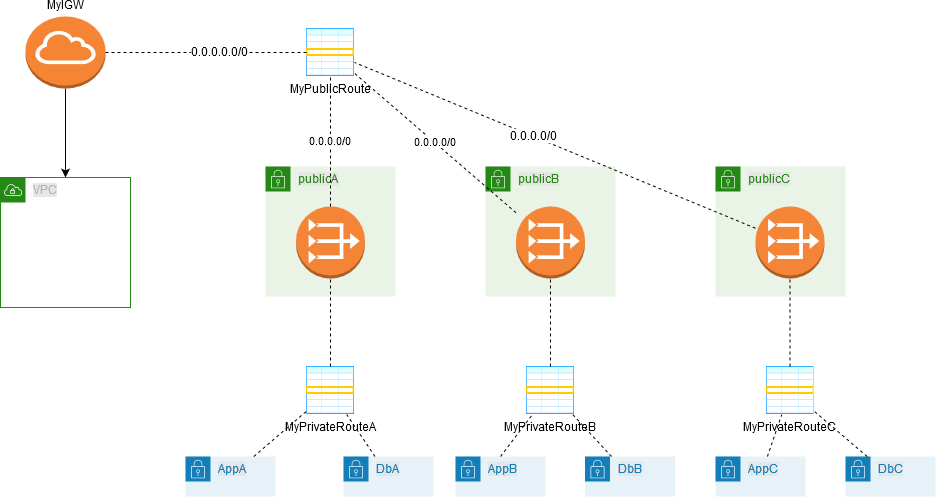 MyIGW
0.0.0.0.0/0
MyPublicRoute
0.0.0.0/0
0.0.0.0/0
0.0.0.0/0
VPC
publicA
publicB
publicC
MyPrivateRouteA
MyPrivateRouteB
MyPrivateRouteC
AppA
DbA
AppB
DbB
AppC
DbC